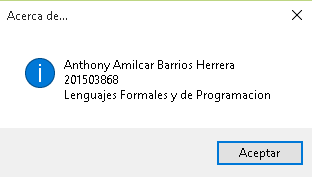 Acerca de...
Anthony Amilcar Barrios Herrera
201503868
Lenguajes Formales y de Programacion
Aceptar